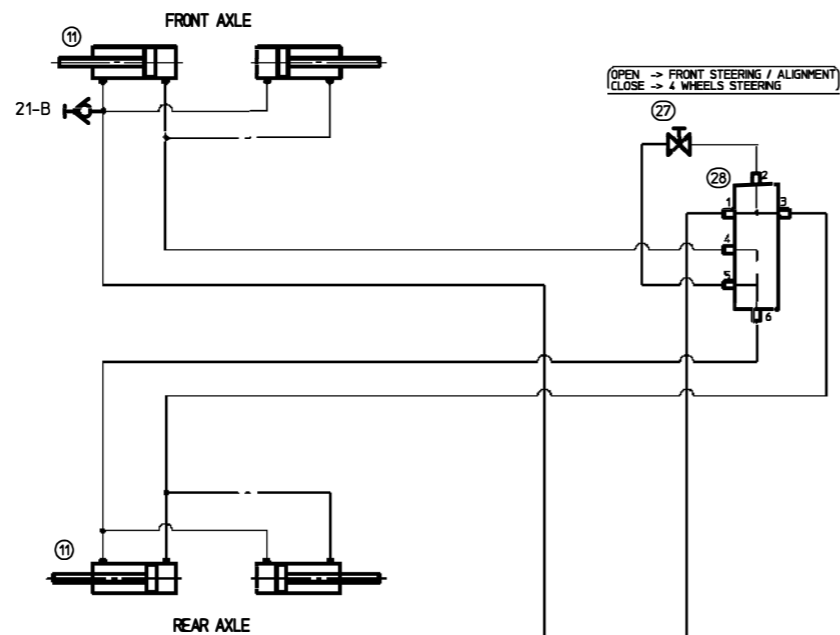 FRONT AXLE
11
21-B
OPEN -> FRONT STEERING / ALIGNMENT
CLOSE -> 4 WHEELS STEERING
27
28
2
1
3
4
5
6
11
REAR AXLE